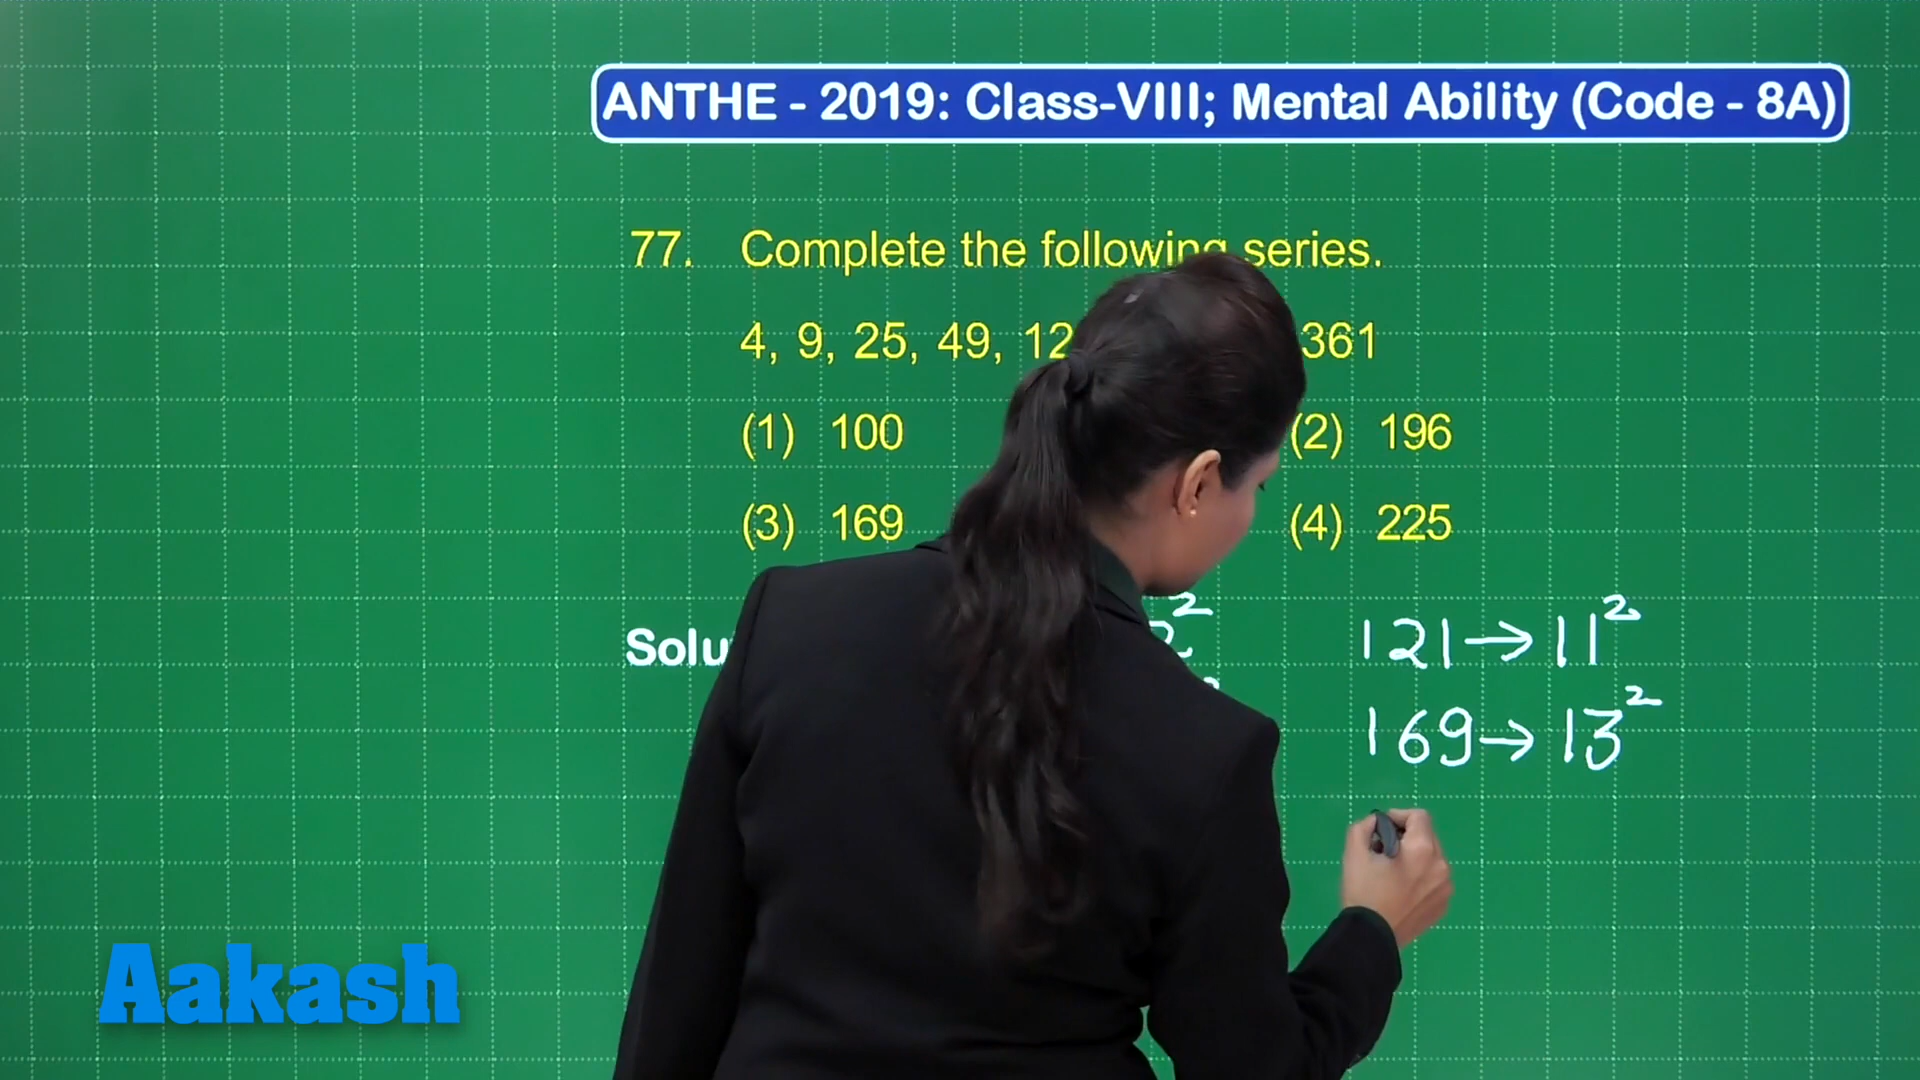 ANTHE - 2019: Class-VIII; Mental Ability (Code - 8A)
77. Complete the following series.
4, 9, 25, 49, 12 361
(1) 100 (2) 196
(3) 169 (4) 225
Solu 2² 121→11²
169→13²
Aakash